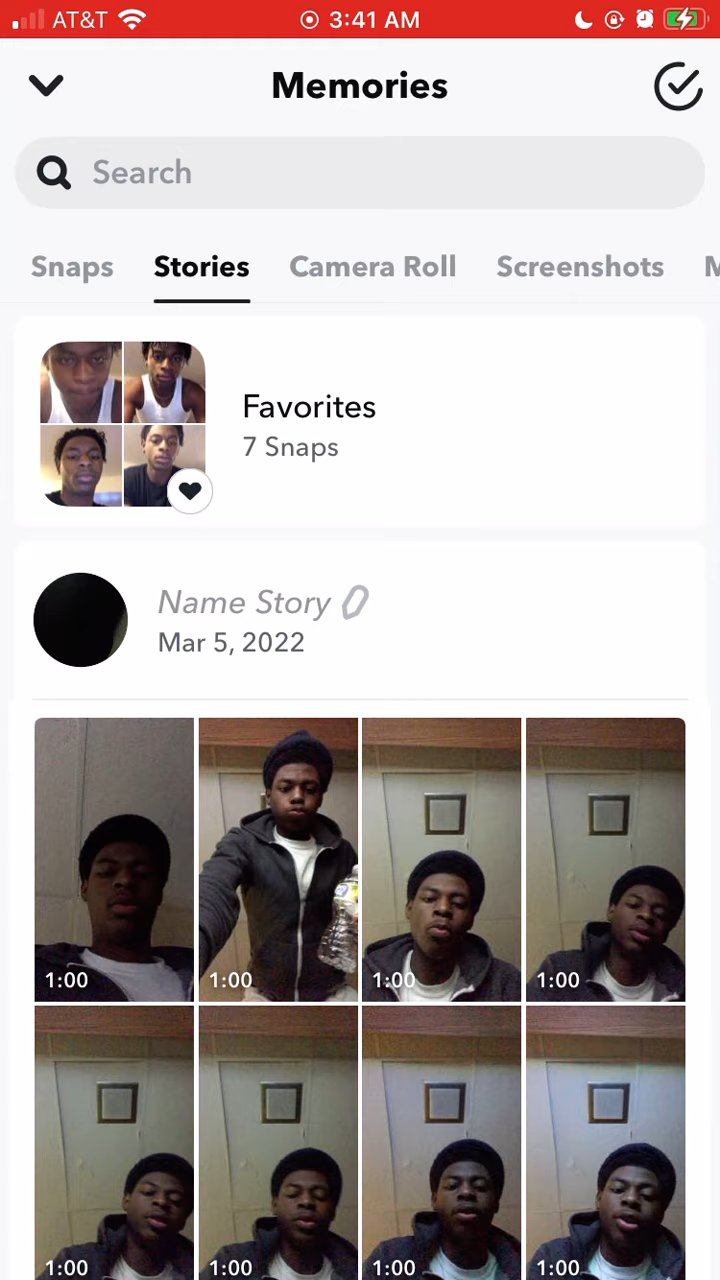 AT&T 3:41 AM
Memories
Search
Snaps Stories Camera Roll Screenshots M
Favorites
7 Snaps
Name Story
Mar 5, 2022
1:00 1:00 1:00 1:00
1:00 1:00 1:00 1:00